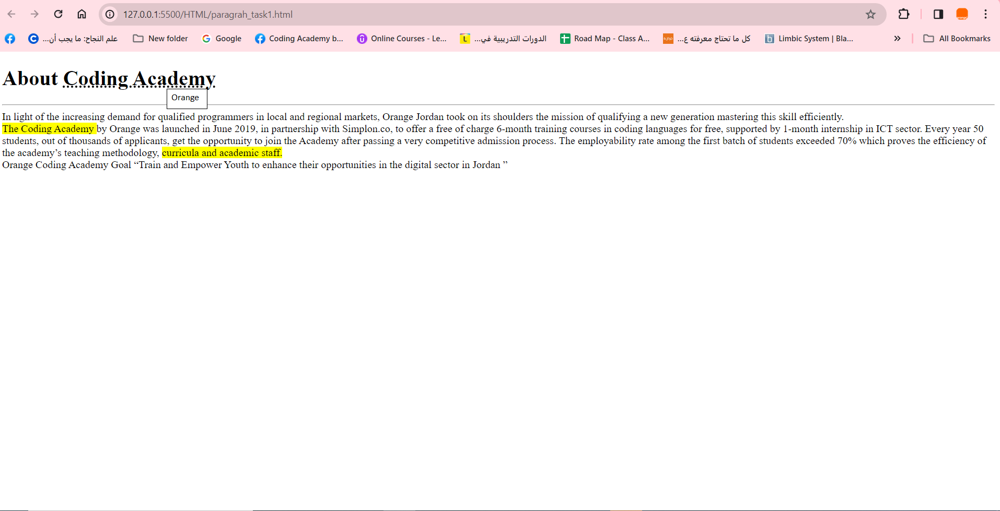 127.0.0.1:5500/HTML/paragrah_task1.html
علم النجاح: ما يجب أن...
New folder
Google
Coding Academy b...
Online Courses - Le...
الدورات التدريبية في...
Road Map - Class A...
كل ما تحتاج معرفته ع...
Limbic System | Bla...
All Bookmarks
About Coding Academy
Orange
In light of the increasing demand for qualified programmers in local and regional markets, Orange Jordan took on its shoulders the mission of qualifying a new generation mastering this skill efficiently.
The Coding Academy by Orange was launched in June 2019, in partnership with Simplon.co, to offer a free of charge 6-month training courses in coding languages for free, supported by 1-month internship in ICT sector. Every year 50
students, out of thousands of applicants, get the opportunity to join the Academy after passing a very competitive admission process. The employability rate among the first batch of students exceeded 70% which proves the efficiency of
the academy’s teaching methodology, curricula and academic staff.
Orange Coding Academy Goal “Train and Empower Youth to enhance their opportunities in the digital sector in Jordan ”